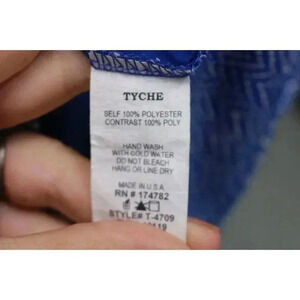 TYCHE
SELF 100% POLYESTER
CONTRAST 100% POLY
HAND WASH
WITH COLD WATER
DO NOT BLEACH
HANG OR LINE DRY
MADE IN U.S.A.
RN # 174782
STYLE# T-4709